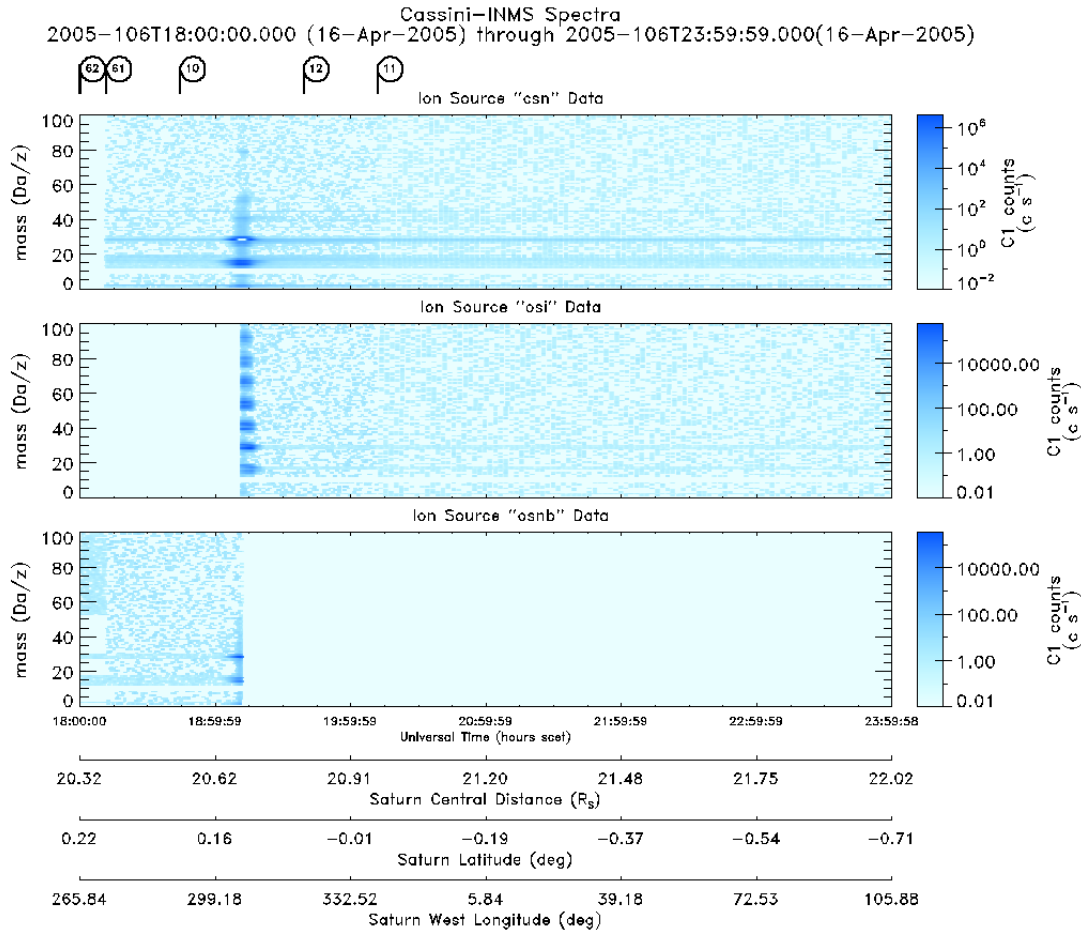 Cassini-INMS Spectra
2005-106T18:00:00.000 (16-Apr-2005) through 2005-106T23:59:59.000(16-Apr-2005)
62 61 10 12 11
Ion Source "csn" Data
100
80
60
40
20
0
mass (Da/z)
10^6
10^4
10^2
10^0
10^-2
C1 counts
(c s^-1)
Ion Source "osi" Data
100
80
60
40
20
0
mass (Da/z)
10000.00
100.00
1.00
0.01
C1 counts
(c s^-1)
Ion Source "osnb" Data
100
80
60
40
20
0
mass (Da/z)
10000.00
100.00
1.00
0.01
C1 counts
(c s^-1)
18:00:00 18:59:59 19:59:59 20:59:59 21:59:59 22:59:59 23:59:58
Universal Time (hours scet)
20.32 20.62 20.91 21.20 21.48 21.75 22.02
Saturn Central Distance (R_s)
0.22 0.16 -0.01 -0.19 -0.37 -0.54 -0.71
Saturn Latitude (deg)
265.84 299.18 332.52 5.84 39.18 72.53 105.88
Saturn West Longitude (deg)